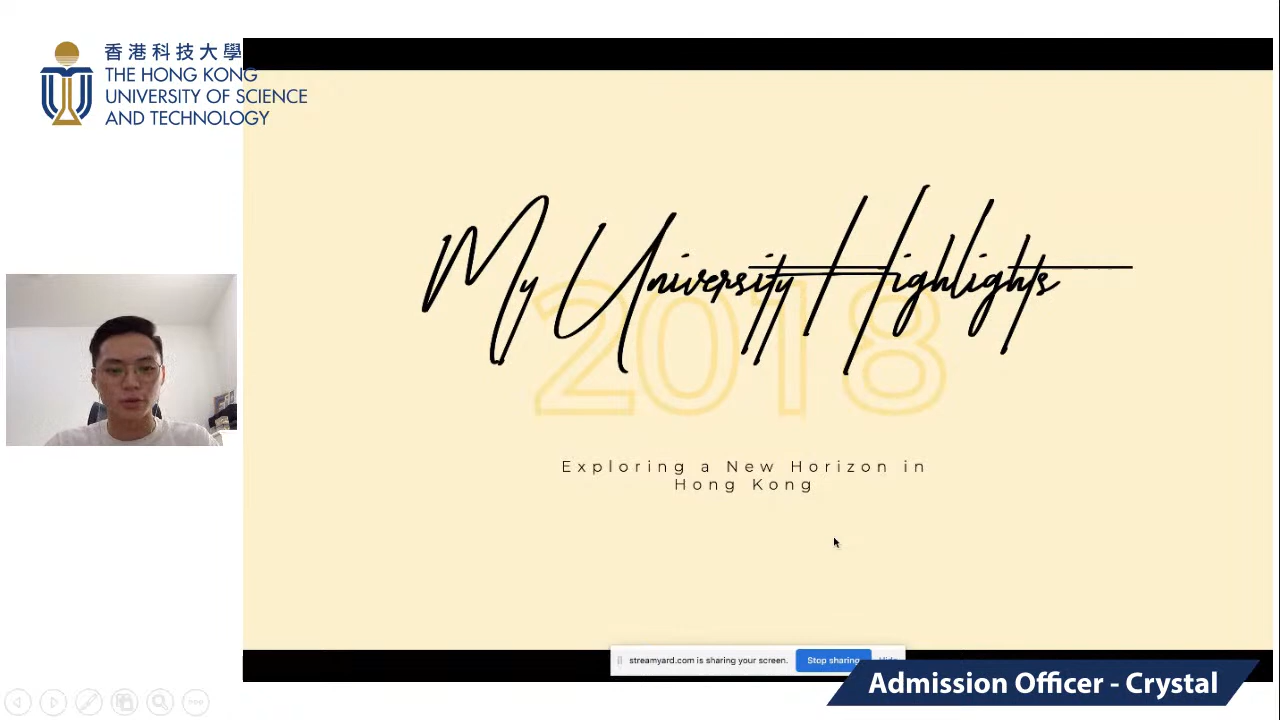 香港科技大學
THE HONG KONG
UNIVERSITY OF SCIENCE
AND TECHNOLOGY
My University Highlights
2018
Exploring a New Horizon in
Hong Kong
streamyard.com is sharing your screen.
Stop sharing
Hide
Admission Officer - Crystal